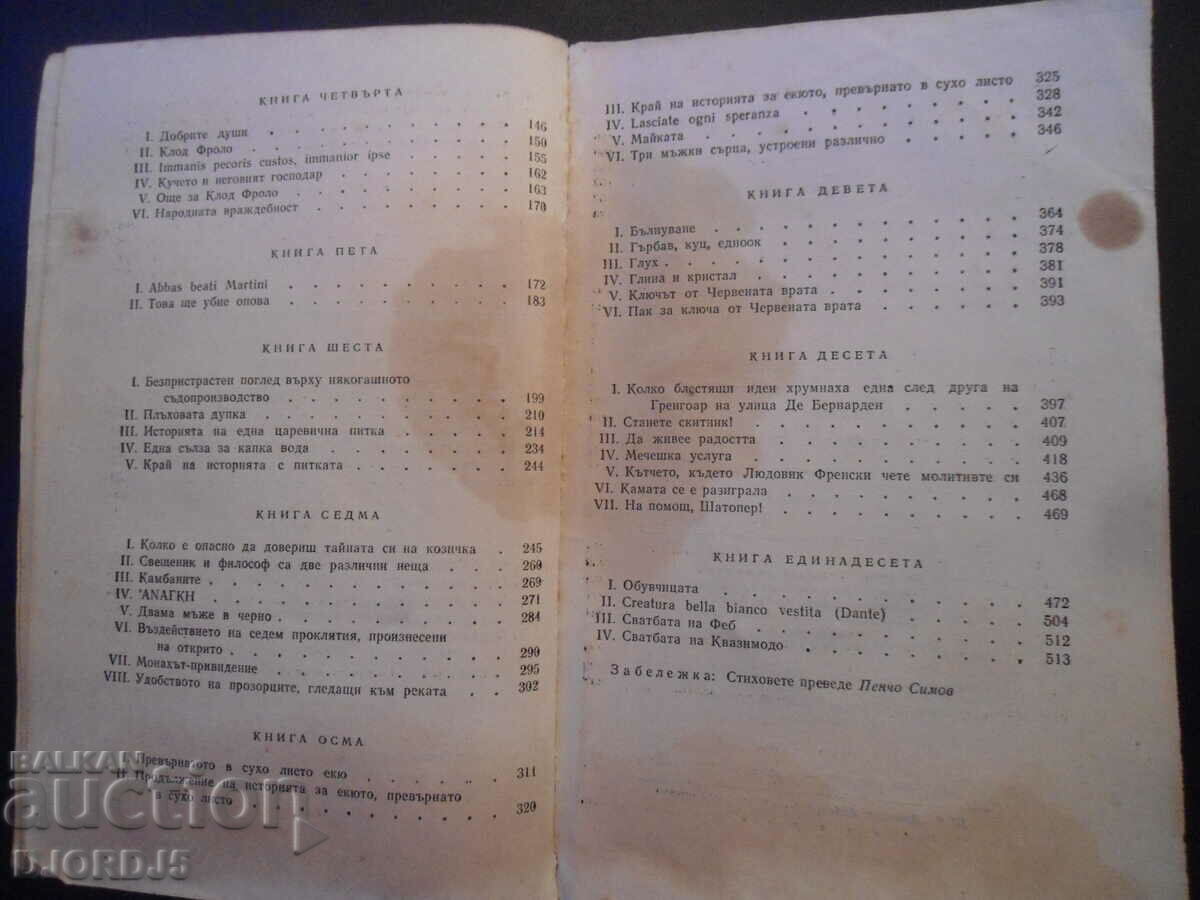 КНИГА ЧЕТВЪРТА
I. Добрите души . . . . . . . . . . . 146
II. Клод Фроло . . . . . . . . . . . 150
III. Immanis pecoris custos, immanior ipse . . . . . 155
IV. Кучето и неговият господар . . . . . . . 162
V. Още за Клод Фроло . . . . . . . . . 163
VI. Народната враждебност . . . . . . . . 170
КНИГА ПЕТА
I. Abbas beati Martini . . . . . . . . . 172
II. Това ще убие онова . . . . . . . . . 183
КНИГА ШЕСТА
I. Безпристрастен поглед върху някогашното
съдопроизводство . . . . . . . . . 199
II. Плъховата дупка . . . . . . . . . . 210
III. Историята на една царевична питка . . . . . 214
IV. Една сълза за капка вода . . . . . . . 234
V. Край на историята с питката . . . . . . . 244
КНИГА СЕДМА
I. Колко е опасно да довериш тайната си на козичка . 245
II. Свещеник и философ са две различни неща . . . 260
III. Камбаните . . . . . . . . . . . . 269
IV. 'ΑΝΑΓΚΗ . . . . . . . . . . . . 271
V. Двама мъже в черно . . . . . . . . . 284
VI. Въздействието на седем проклятия, произнесени
на открито . . . . . . . . . . . 290
VII. Монахът-привидение . . . . . . . . . 295
VIII. Удобството на прозорците, гледащи към реката . . 302
КНИГА ОСМА
Превърнатото в сухо листо екю . . . . . . 311
II. Продължение на историята за екюто, превърнато
в сухо листо . . . . . . . . . . 320
III. Край на историята за екюто, превърнато в сухо листо 325
IV. Lasciate ogni speranza . . . . . . . . 328
V. Майката . . . . . . . . . . . . 342
VI. Три мъжки сърца, устроени различно . . . . . 346
КНИГА ДЕВЕТА
I. Бълнуване . . . . . . . . . . . . 364
II. Гърбав, куц, едноок . . . . . . . . . 374
III. Глух . . . . . . . . . . . . . . 378
IV. Глина и кристал . . . . . . . . . . 381
V. Ключът от Червената врата . . . . . . . 391
VI. Пак за ключа от Червената врата . . . . . 393
КНИГА ДЕСЕТА
I. Колко блестящи идеи хрумнаха една след друга на
Гренгоар на улица Де Бернарден . . . . . 397
II. Станете скитник! . . . . . . . . . . 407
III. Да живее радостта . . . . . . . . . 409
IV. Мечешка услуга . . . . . . . . . . 418
V. Кътчето, където Людовик Френски чете молитвите си 436
VI. Камата се е разиграла . . . . . . . . 468
VII. На помощ, Шатопер! . . . . . . . . . 469
КНИГА ЕДИНАДЕСЕТА
I. Обувчицата . . . . . . . . . . . 472
II. Creatura bella bianco vestita (Dante) . . . . . 504
III. Сватбата на Феб . . . . . . . . . . 512
IV. Сватбата на Квазимодо . . . . . . . . 513
Забележка: Стиховете преведе Пенчо Симов
BALKAN
auction
DJORDJ5